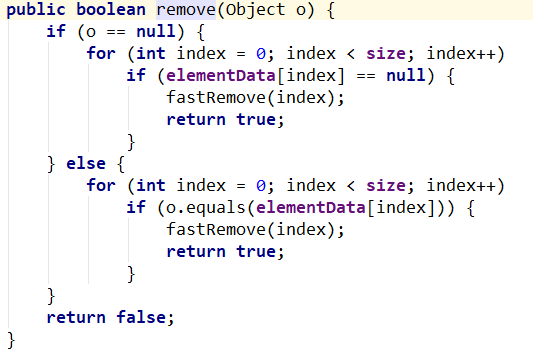 public boolean remove(Object o) {
    if (o == null) {
        for (int index = 0; index < size; index++)
            if (elementData[index] == null) {
                fastRemove(index);
                return true;
            }
    } else {
        for (int index = 0; index < size; index++)
            if (o.equals(elementData[index])) {
                fastRemove(index);
                return true;
            }
    }
    return false;
}